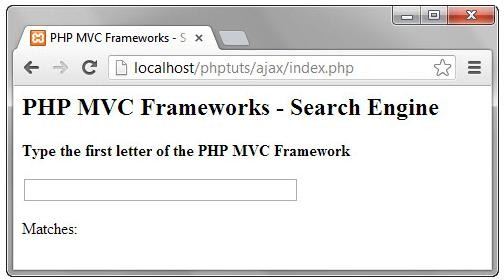 PHP MVC Frameworks - S
localhost/phptuts/ajax/index.php
PHP MVC Frameworks - Search Engine
Type the first letter of the PHP MVC Framework
Matches: